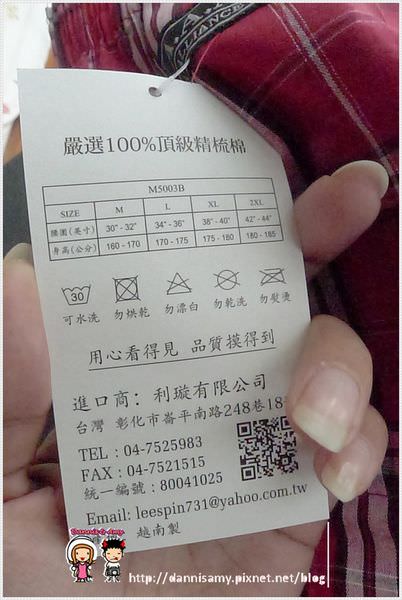 ALLIANCE
嚴選100%頂級精梳棉
M5003B
SIZE M L XL 2XL
腰圍(英寸) 30" - 32" 34" - 36" 38" - 40" 42" - 44"
身高(公分) 160 - 170 170 - 175 175 - 180 180 - 185
30
可水洗 勿烘乾 勿漂白 勿乾洗 勿熨燙
用心看得見 品質摸得到
進口商: 利璇有限公司
台灣 彰化市崙平南路248巷18
TEL : 04-7525983
FAX : 04-7521515
統一編號 : 80041025
Email: leespin731@yahoo.com.tw
越南製
Dannis & Amy
http://dannisamy.pixnet.net/blog